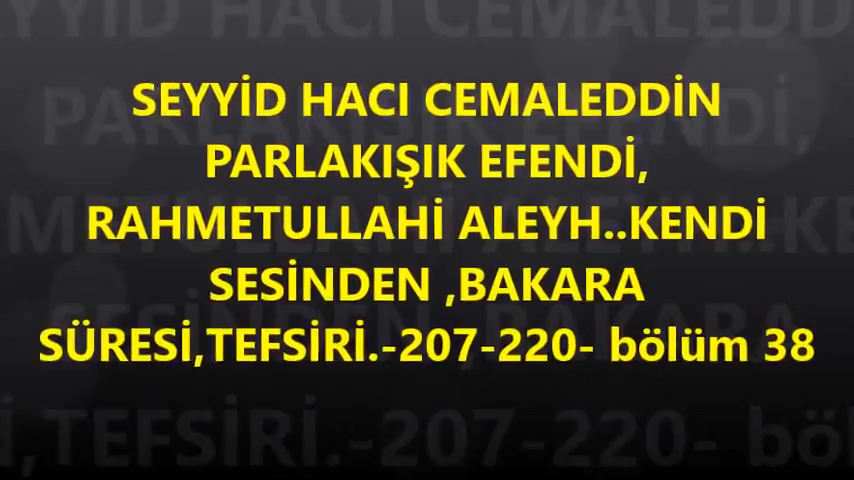 SEYYİD HACI CEMALEDDİN
PARLAKIŞIK EFENDİ,
RAHMETULLAHİ ALEYH..KENDİ
SESİNDEN ,BAKARA
SÜRESİ,TEFSİRİ.-207-220- bölüm 38